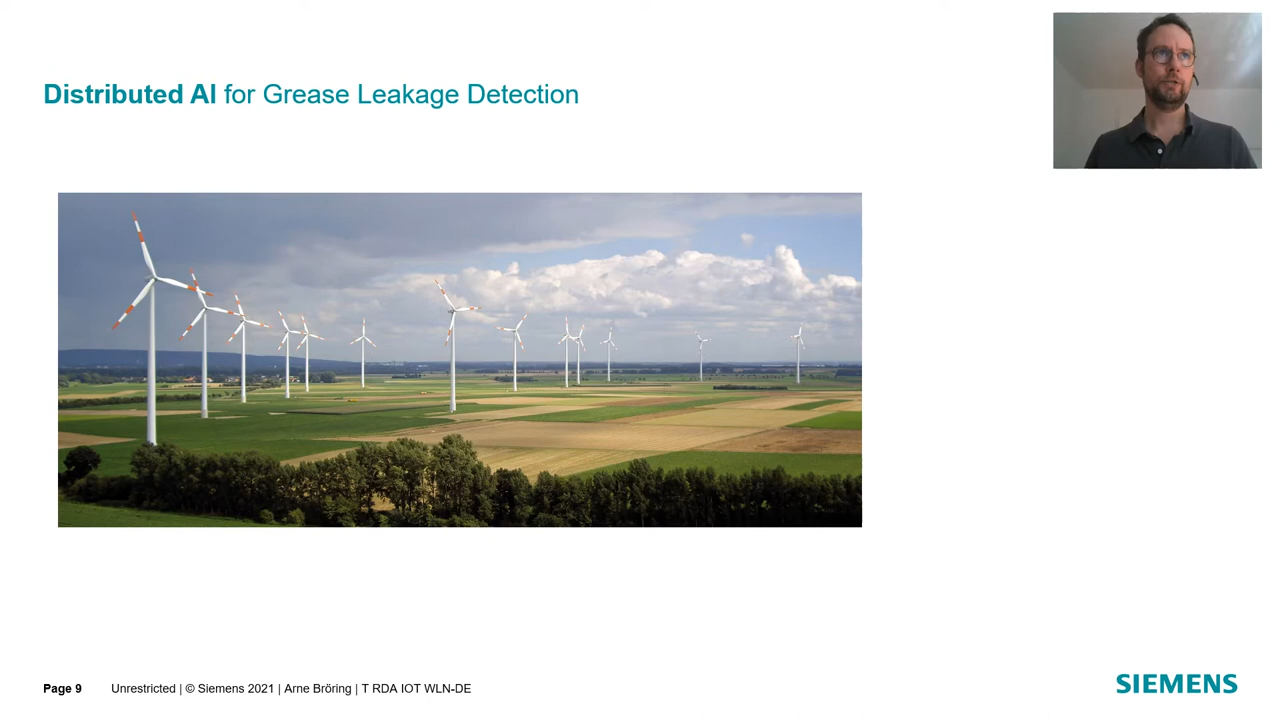 Distributed AI for Grease Leakage Detection
Page 9 Unrestricted | © Siemens 2021 | Arne Bröring | T RDA IOT WLN-DE
SIEMENS